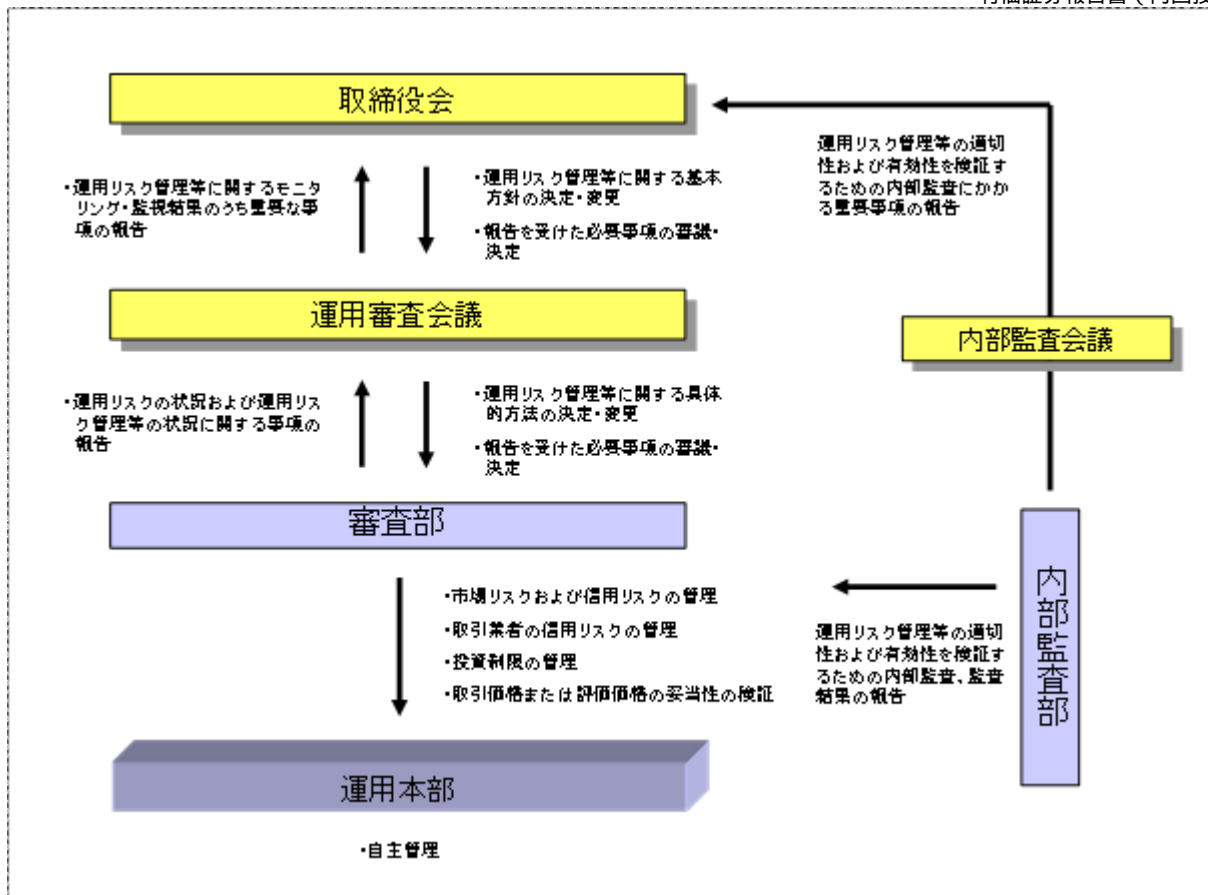 取締役会
運用リスク管理等の適切
性および有効性を検証す
るための内部監査にかか
る重要事項の報告
・運用リスク管理等に関するモニタ
リング・監視結果のうち重要な事
項の報告
・運用リスク管理等に関する基本
方針の決定・変更
・報告を受けた必要事項の審議・
決定
運用審査会議
内部監査会議
・運用リスクの状況および運用リス
ク管理等の状況に関する事項の
報告
・運用リスク管理等に関する具体
的方法の決定・変更
・報告を受けた必要事項の審議・
決定
審査部
内部監査部
・市場リスクおよび信用リスクの管理
・取引業者の信用リスクの管理
・投資制限の管理
・取引価格または評価価格の妥当性の検証
運用リスク管理等の適切
性および有効性を検証す
るための内部監査、監査
結果の報告
運用本部
・自主管理